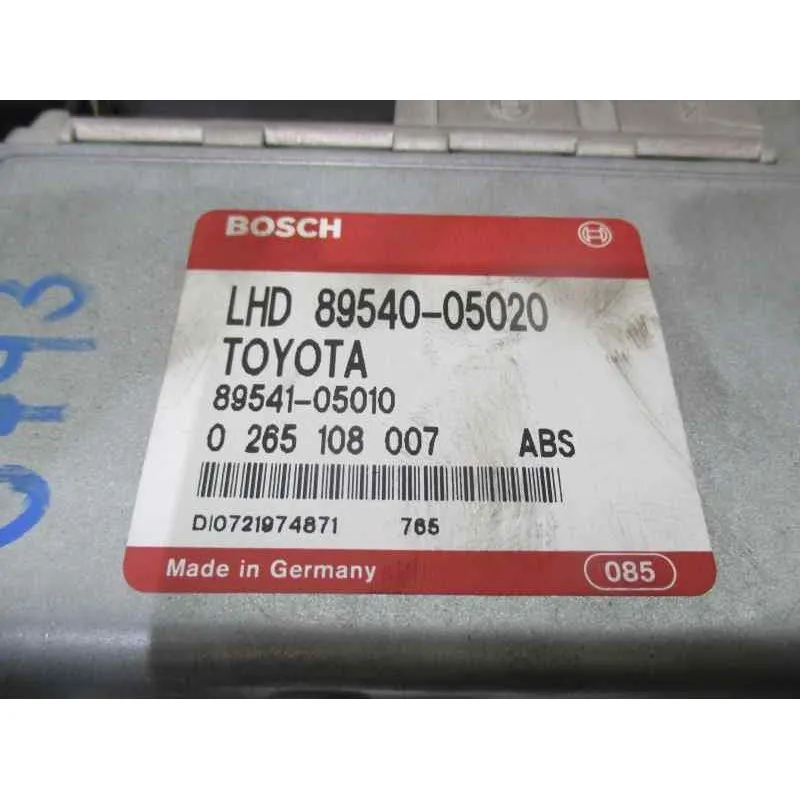 BOSCH
LHD 89540-05020
TOYOTA
89541-05010
0 265 108 007 ABS
DI0721974871 765
Made in Germany 085